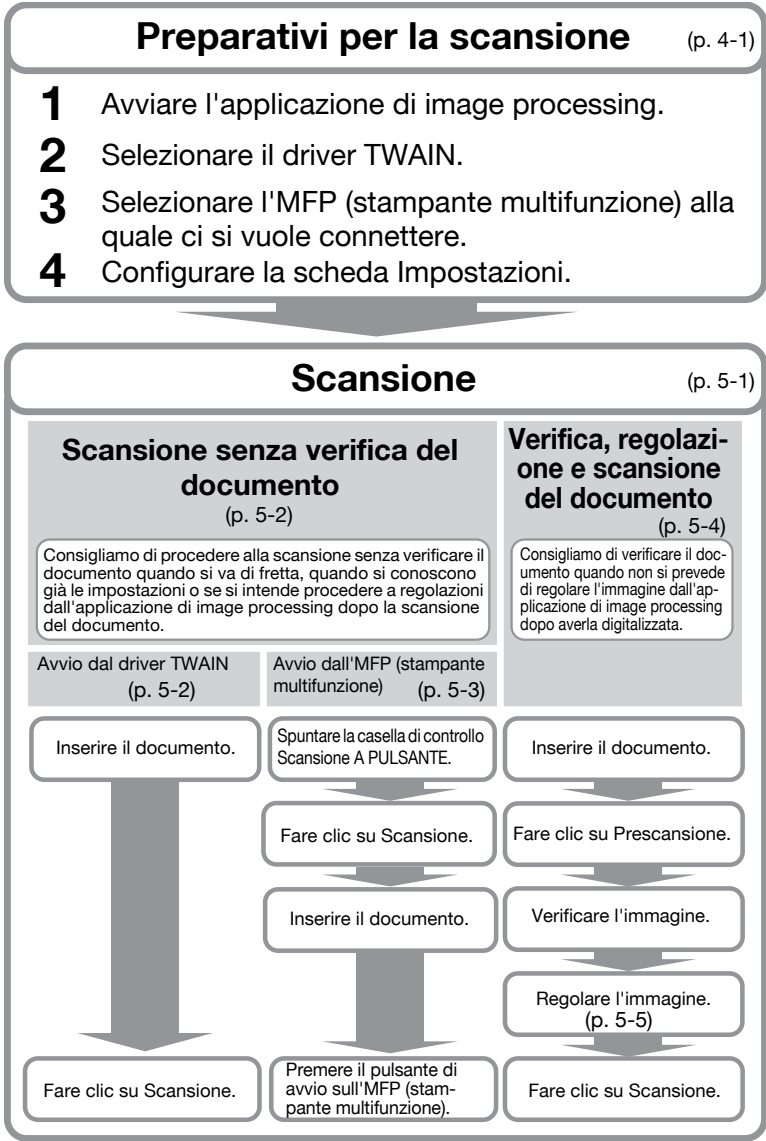 Preparativi per la scansione (p. 4-1)
1 Avviare l'applicazione di image processing.
2 Selezionare il driver TWAIN.
3 Selezionare l'MFP (stampante multifunzione) alla
quale ci si vuole connettere.
4 Configurare la scheda Impostazioni.
Scansione (p. 5-1)
Scansione senza verifica del
documento
(p. 5-2)
Consigliamo di procedere alla scansione senza verificare il
documento quando si va di fretta, quando si conoscono
già le impostazioni o se si intende procedere a regolazioni
dall'applicazione di image processing dopo la scansione
del documento.
Avvio dal driver TWAIN
(p. 5-2)
Inserire il documento.
Fare clic su Scansione.
Avvio dall'MFP (stampante
multifunzione) (p. 5-3)
Spuntare la casella di controllo
Scansione A PULSANTE.
Fare clic su Scansione.
Inserire il documento.
Premere il pulsante di
avvio sull'MFP (stam-
pante multifunzione).
Verifica, regolazi-
one e scansione
del documento
(p. 5-4)
Consigliamo di verificare il doc-
umento quando non si prevede
di regolare l'immagine dall'ap-
plicazione di image processing
dopo averla digitalizzata.
Inserire il documento.
Fare clic su Prescansione.
Verificare l'immagine.
Regolare l'immagine.
(p. 5-5)
Fare clic su Scansione.